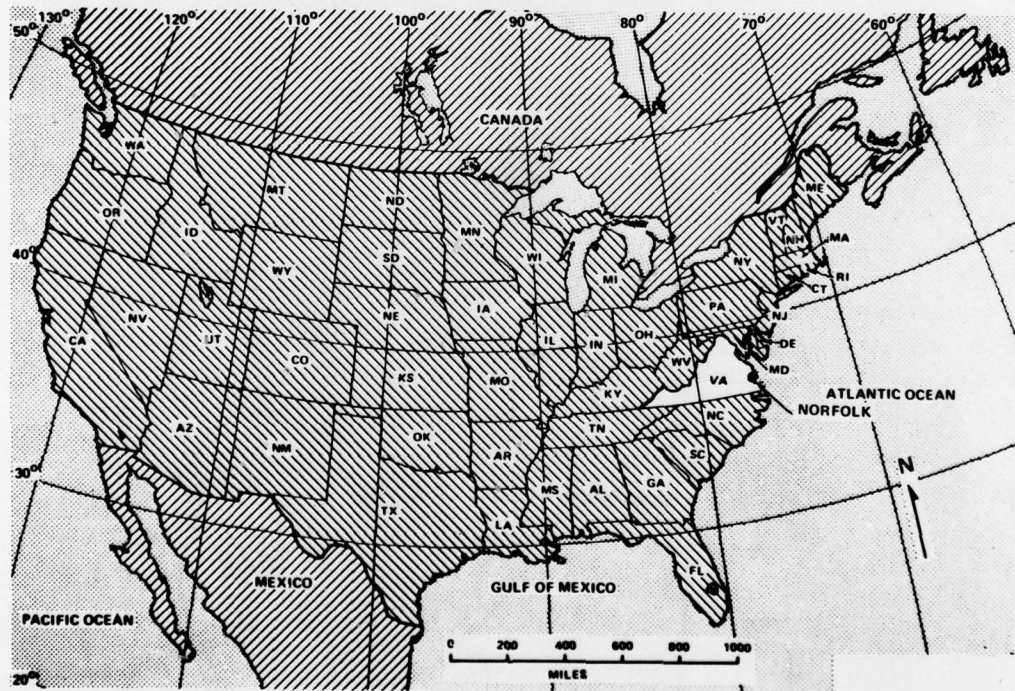 130°
120°
110°
100°
90°
80°
70°
60°
50°
CANADA
WA
MT
ND
ME
OR
ID
MN
VT
NH
MA
SD
WI
NY
WY
MI
RI
40°
CT
IA
PA
NV
NE
NJ
CA
UT
IL
IN
OH
DE
CO
WV
MD
KS
MO
VA
KY
ATLANTIC OCEAN
NORFOLK
AZ
NC
TN
OK
NM
AR
SC
N
30°
MS
AL
GA
TX
LA
FL
MEXICO
GULF OF MEXICO
PACIFIC OCEAN
0 200 400 600 800 1000
MILES
20°